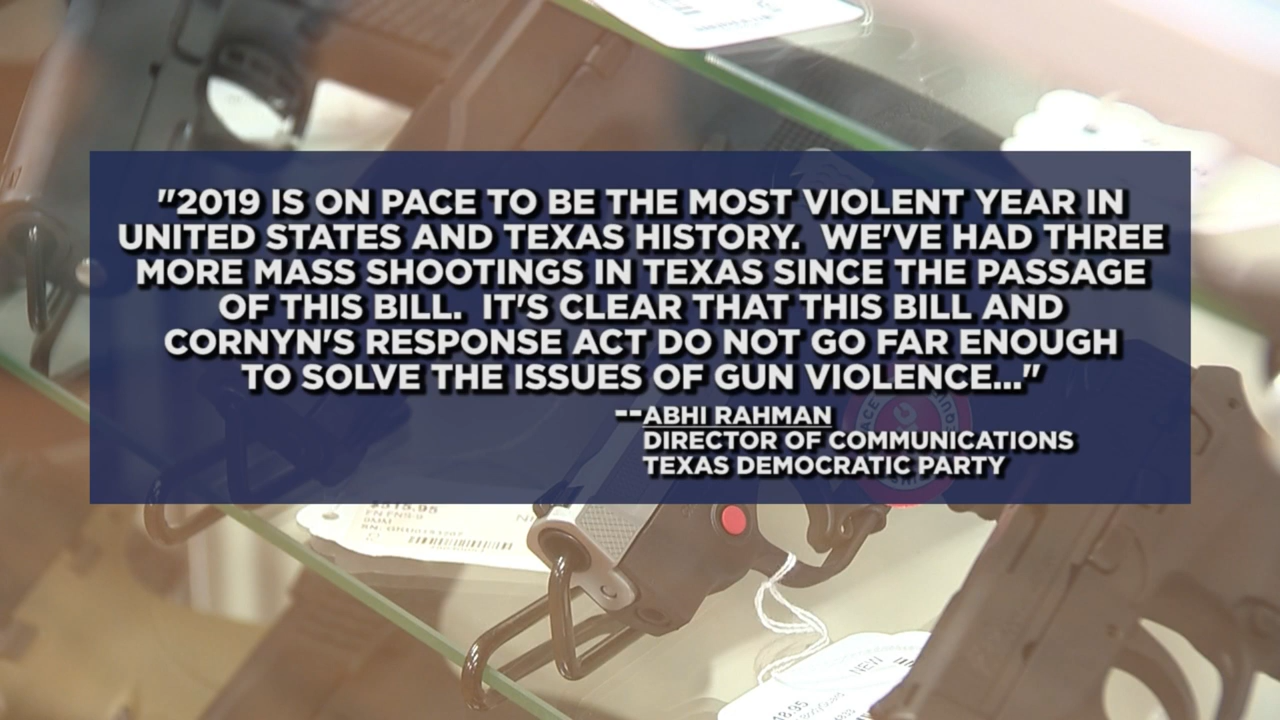 "2019 IS ON PACE TO BE THE MOST VIOLENT YEAR IN
UNITED STATES AND TEXAS HISTORY.  WE'VE HAD THREE
MORE MASS SHOOTINGS IN TEXAS SINCE THE PASSAGE
OF THIS BILL.  IT'S CLEAR THAT THIS BILL AND
CORNYN'S RESPONSE ACT DO NOT GO FAR ENOUGH
TO SOLVE THE ISSUES OF GUN VIOLENCE..."
--ABHI RAHMAN
DIRECTOR OF COMMUNICATIONS
TEXAS DEMOCRATIC PARTY
NEW